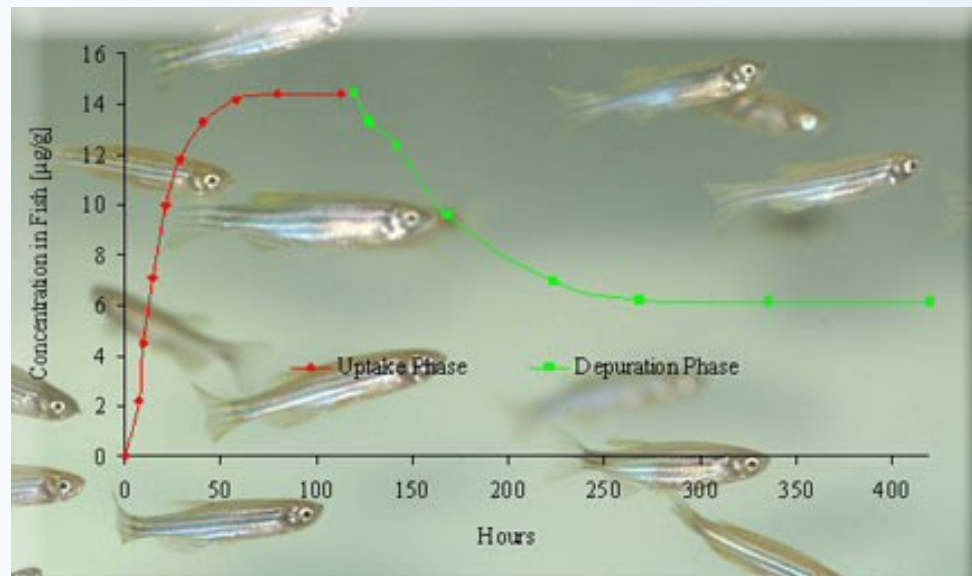 Concentration in Fish [µg/g]
16
14
12
10
8
6
4
2
0
Uptake Phase
Depuration Phase
0 50 100 150 200 250 300 350 400
Hours